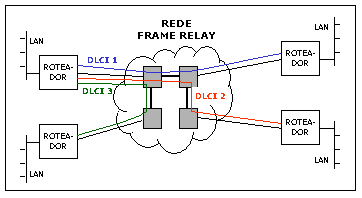 REDE
FRAME RELAY
LAN
LAN
DLCI 1
ROTEA-
DOR
ROTEA-
DOR
DLCI 3
DLCI 2
ROTEA-
DOR
ROTEA-
DOR
LAN
LAN